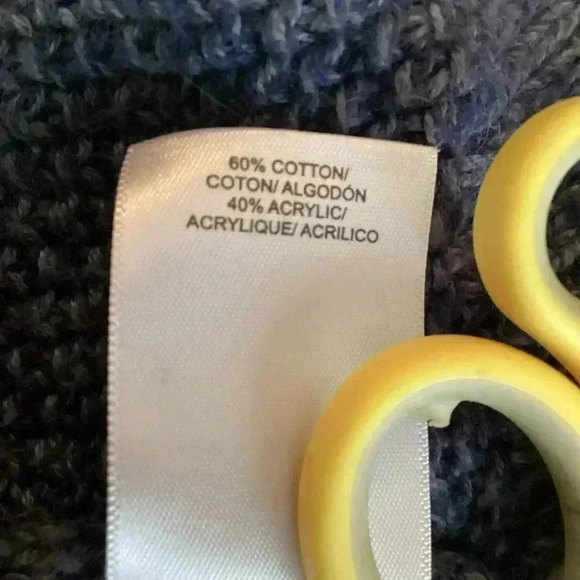 60% COTTON/
COTON/ ALGODÓN
40% ACRYLIC/
ACRYLIQUE/ ACRILICO